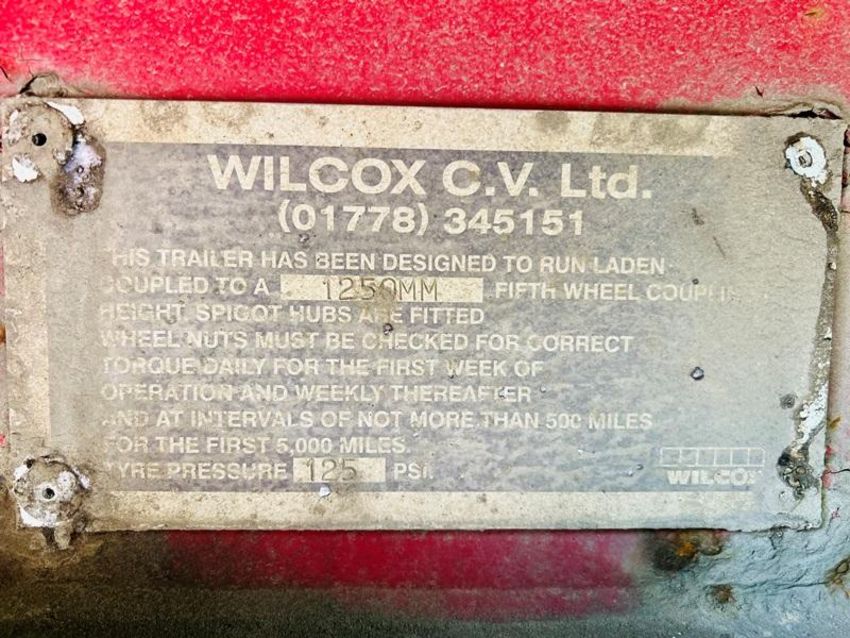 WILCOX C.V. Ltd.
(01778) 345151
THIS TRAILER HAS BEEN DESIGNED TO RUN LADEN
COUPLED TO A 1250MM FIFTH WHEEL COUPLING
HEIGHT. SPIGOT HUBS ARE FITTED
WHEEL NUTS MUST BE CHECKED FOR CORRECT
TORQUE DAILY FOR THE FIRST WEEK OF
OPERATION AND WEEKLY THEREAFTER
AND AT INTERVALS OF NOT MORE THAN 500 MILES
FOR THE FIRST 5,000 MILES.
TYRE PRESSURE 125 PSI.
WILCOX